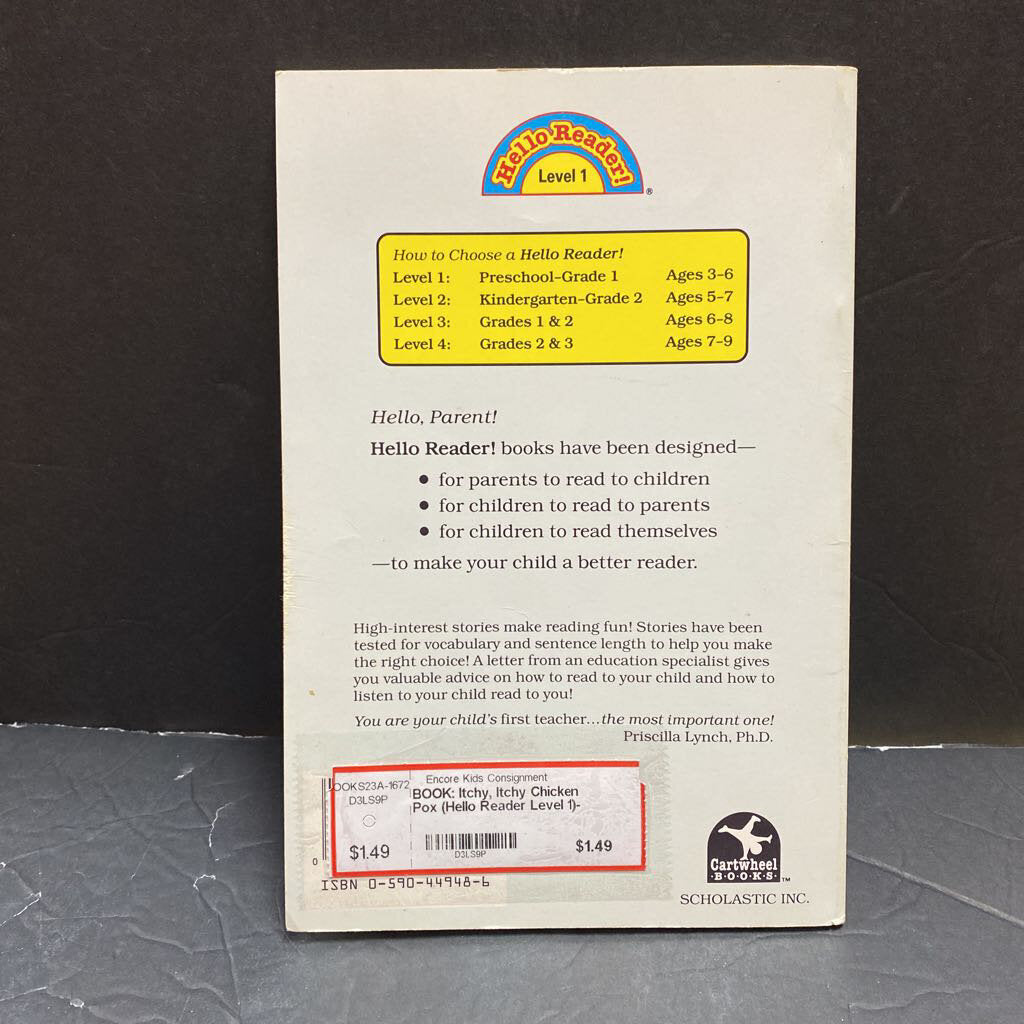 Hello Reader!
Level 1
®
How to Choose a Hello Reader!
Level 1: Preschool–Grade 1 Ages 3–6
Level 2: Kindergarten–Grade 2 Ages 5–7
Level 3: Grades 1 & 2 Ages 6–8
Level 4: Grades 2 & 3 Ages 7–9
Hello, Parent!
Hello Reader! books have been designed—
• for parents to read to children
• for children to read to parents
• for children to read themselves
—to make your child a better reader.
High-interest stories make reading fun! Stories have been
tested for vocabulary and sentence length to help you make
the right choice! A letter from an education specialist gives
you valuable advice on how to read to your child and how to
listen to your child read to you!
You are your child's first teacher...the most important one!
Priscilla Lynch, Ph.D.
OOKS23A-1672
D3LS9P
$1.49
Encore Kids Consignment
BOOK: Itchy, Itchy Chicken
Pox (Hello Reader Level 1)-
D3LS9P
$1.49
0
ISBN 0-590-44948-6
Cartwheel
·B·O·O·K·S·™
SCHOLASTIC INC.